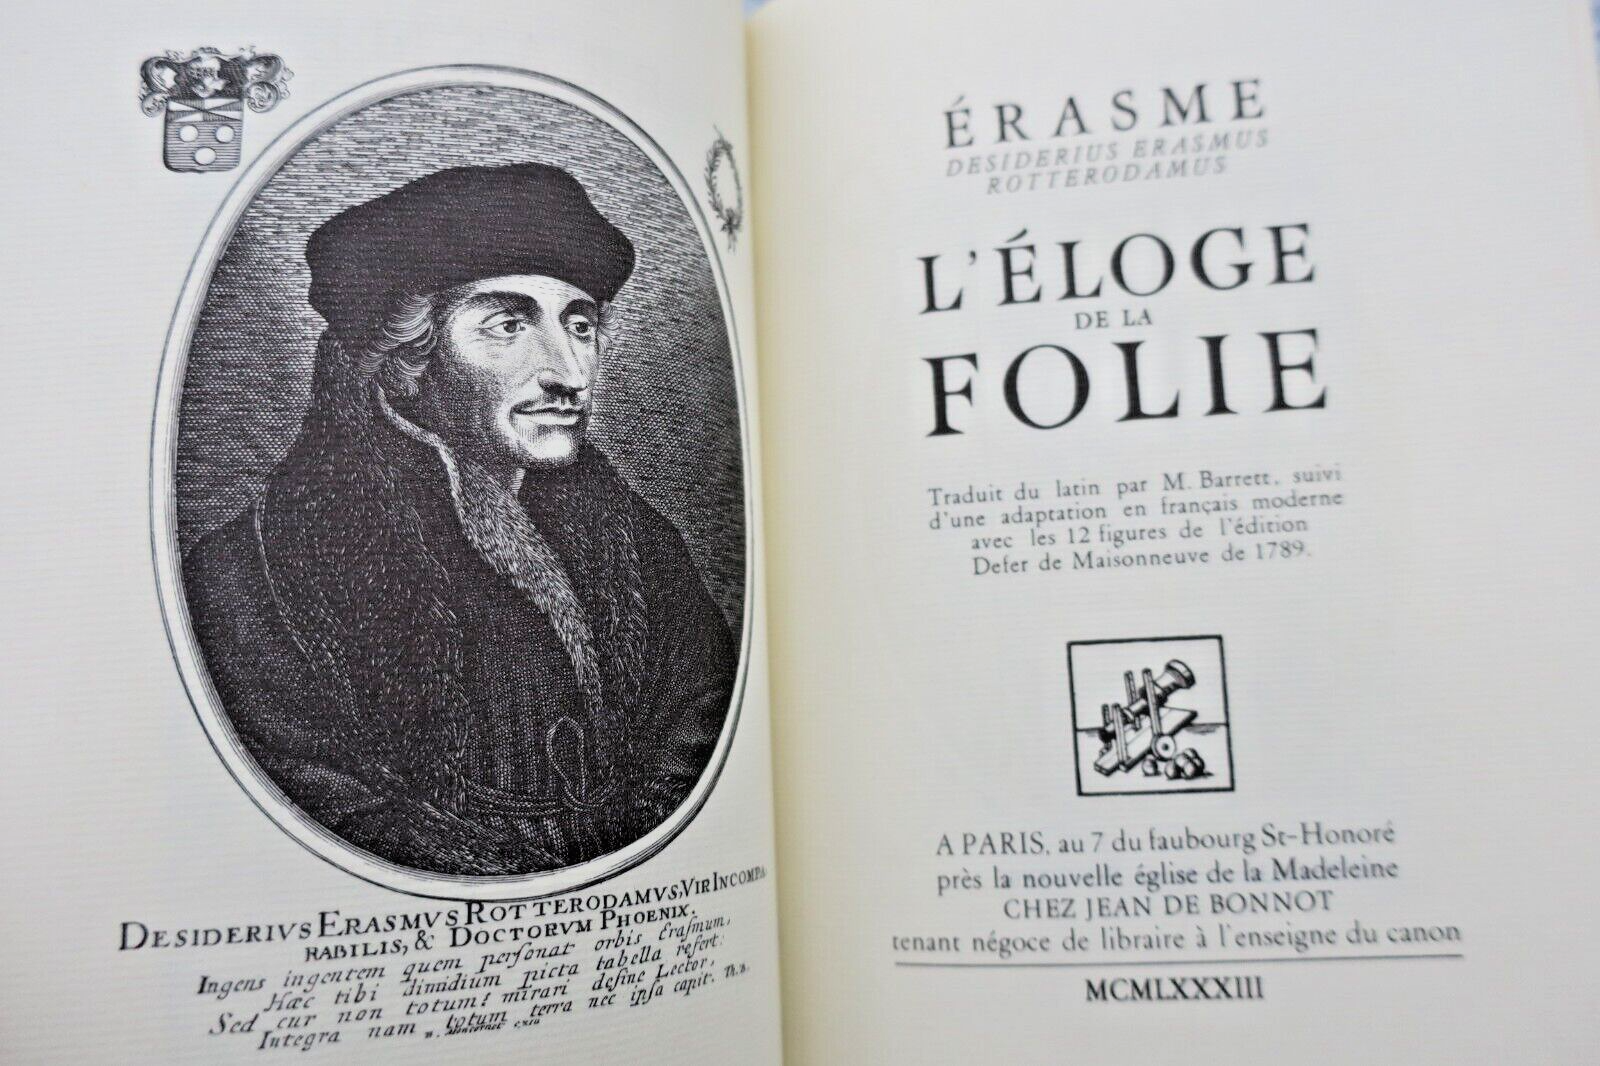 DESIDERIVS ERASMVS ROTTERODAMVS, VIR INCOMPA
RABILIS, & DOCTORVM PHOENIX.
Ingens ingentem quem personat orbis Erasmum,
Hæc tibi dimidium picta tabella refert:
Sed cur non totum? mirari desine Lector,
Integra nam totum terra nec ipsa capit. Th. B.
B. Moncornet excu
ÉRASME
DESIDERIUS ERASMUS
ROTTERODAMUS
L'ÉLOGE
DE LA
FOLIE
Traduit du latin par M. Barrett, suivi
d'une adaptation en français moderne
avec les 12 figures de l'édition
Defer de Maisonneuve de 1789.
A PARIS, au 7 du faubourg St-Honoré
près la nouvelle église de la Madeleine
CHEZ JEAN DE BONNOT
tenant négoce de libraire à l'enseigne du canon
MCMLXXXIII